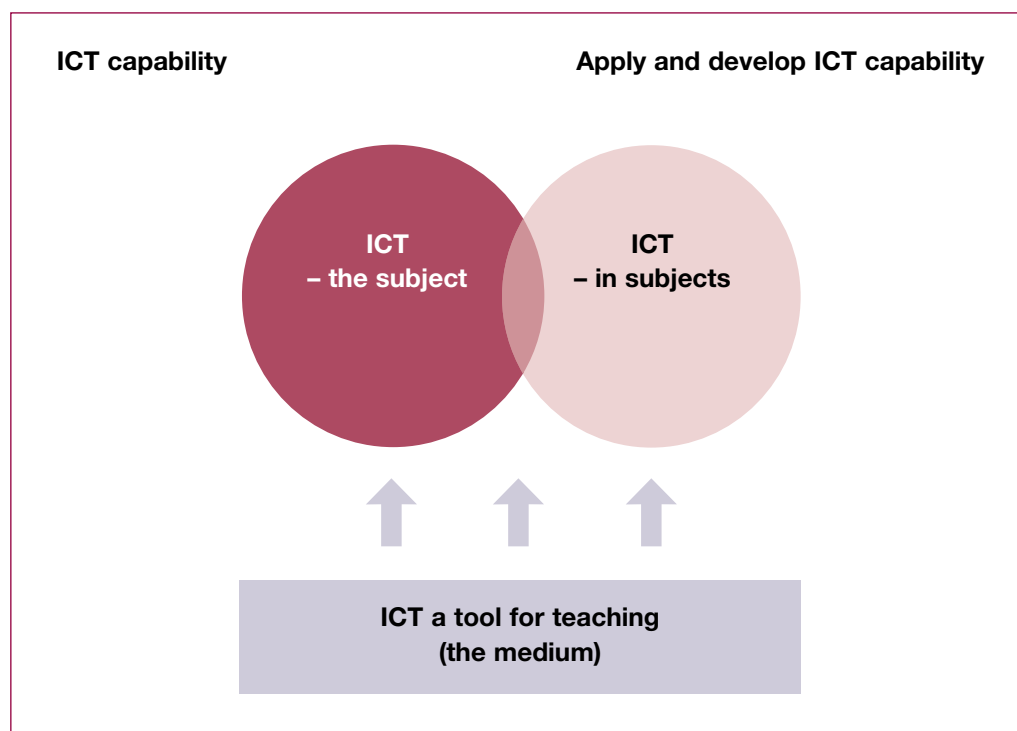 ICT capability
Apply and develop ICT capability
ICT
– the subject
ICT
– in subjects
ICT a tool for teaching
(the medium)